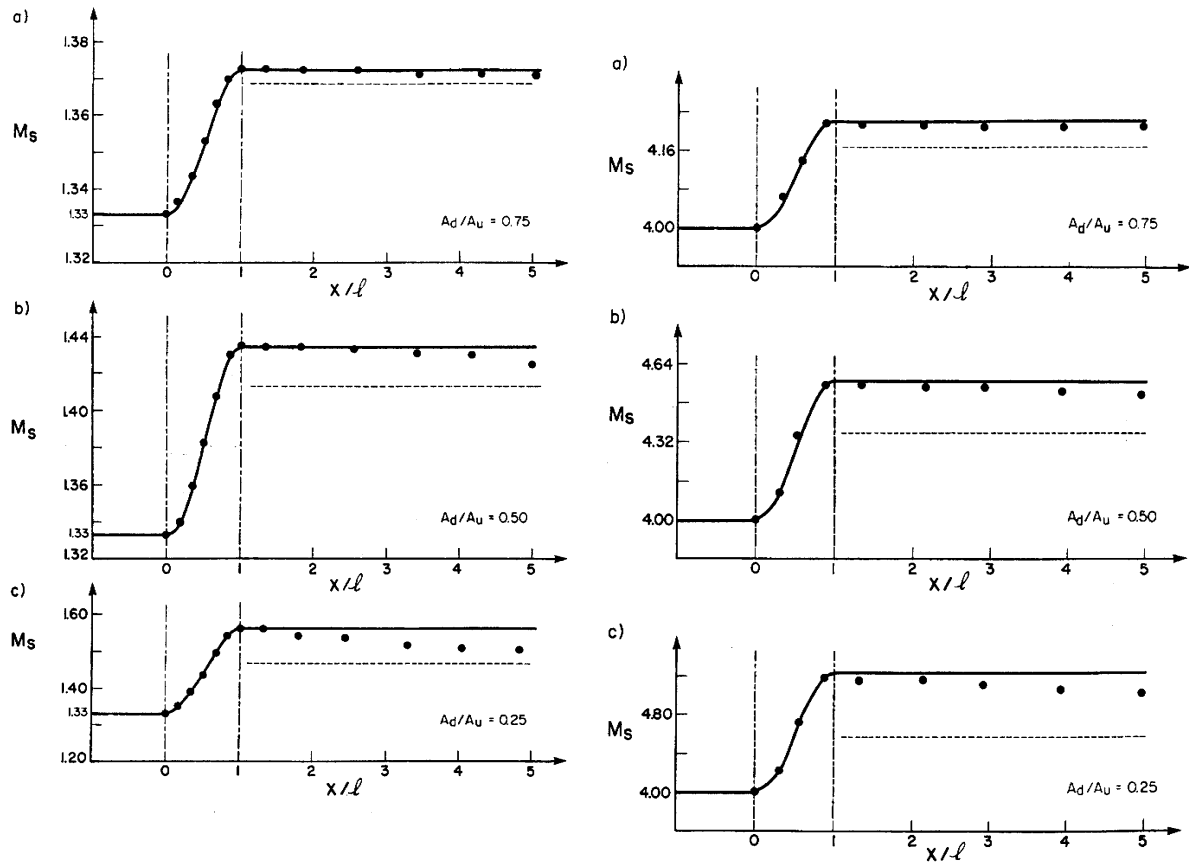 a)
1.38
1.36
Ms
1.34
1.33
1.32
Ad/Au = 0.75
0 1 2 3 4 5
X/ℓ
b)
1.44
1.40
Ms
1.36
1.33
1.32
Ad/Au = 0.50
0 1 2 3 4 5
X/ℓ
c)
1.60
Ms
1.40
1.33
1.20
Ad/Au = 0.25
0 1 2 3 4 5
X/ℓ
a)
4.16
Ms
4.00
Ad/Au = 0.75
0 1 2 3 4 5
X/ℓ
b)
4.64
Ms
4.32
4.00
Ad/Au = 0.50
0 1 2 3 4 5
X/ℓ
c)
4.80
Ms
4.00
Ad/Au = 0.25
0 1 2 3 4 5
X/ℓ